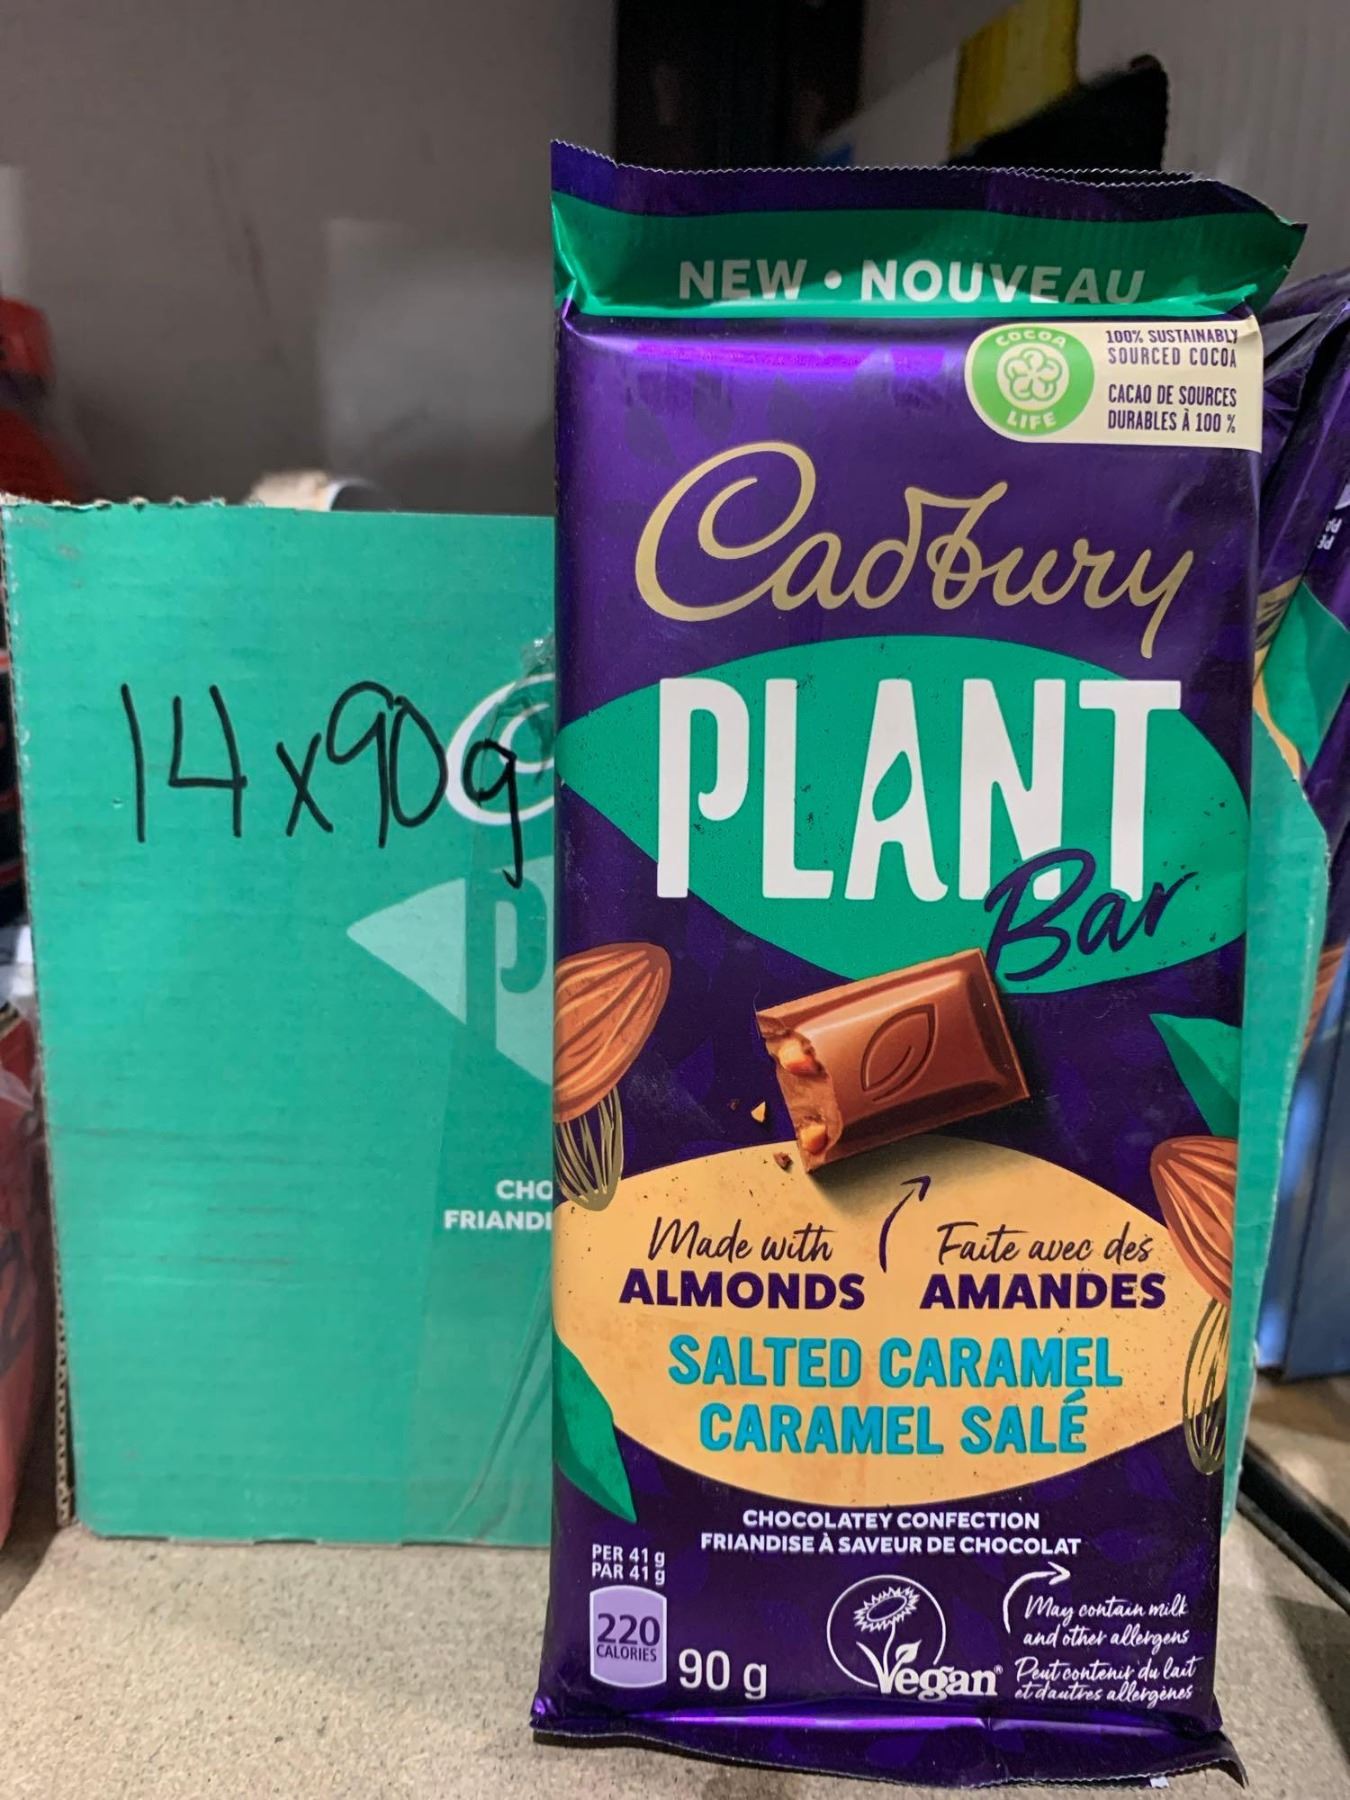 NEW • NOUVEAU
COCOA LIFE
100% SUSTAINABLY
SOURCED COCOA
CACAO DE SOURCES
DURABLES À 100 %
Cadbury
PLANT
Bar
14x90g
CHO
FRIANDI
Made with
ALMONDS
Faite avec des
AMANDES
SALTED CARAMEL
CARAMEL SALÉ
CHOCOLATEY CONFECTION
FRIANDISE À SAVEUR DE CHOCOLAT
PER 41 g
PAR 41 g
220
CALORIES
90 g
Vegan
May contain milk
and other allergens
Peut contenir du lait
et d'autres allergènes